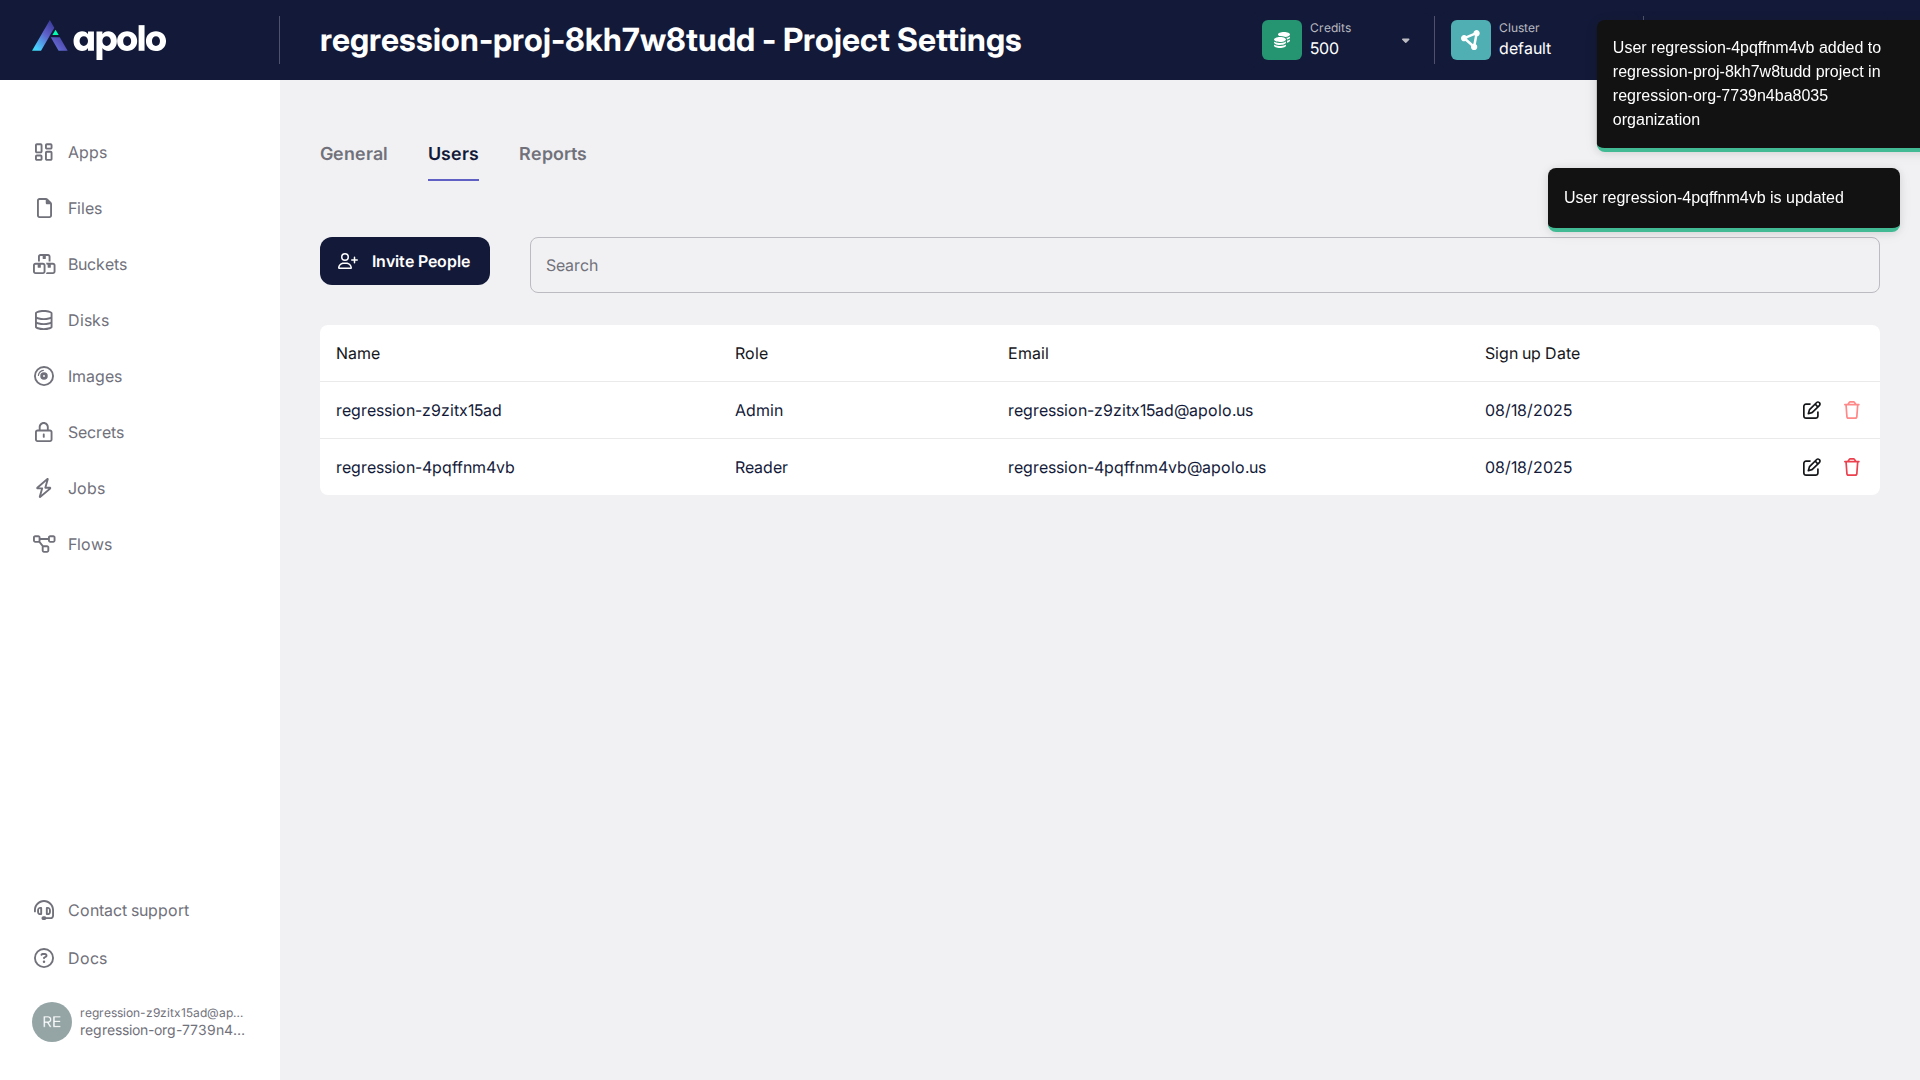 apolo
regression-proj-8kh7w8tudd - Project Settings
Credits
500
Cluster
default
User regression-4pqffnm4vb added to
regression-proj-8kh7w8tudd project in
regression-org-7739n4ba8035
organization
User regression-4pqffnm4vb is updated
Apps
Files
Buckets
Disks
Images
Secrets
Jobs
Flows
General
Users
Reports
Invite People
Search
Name
Role
Email
Sign up Date
regression-z9zitx15ad
Admin
regression-z9zitx15ad@apolo.us
08/18/2025
regression-4pqffnm4vb
Reader
regression-4pqffnm4vb@apolo.us
08/18/2025
Contact support
Docs
RE
regression-z9zitx15ad@ap...
regression-org-7739n4...